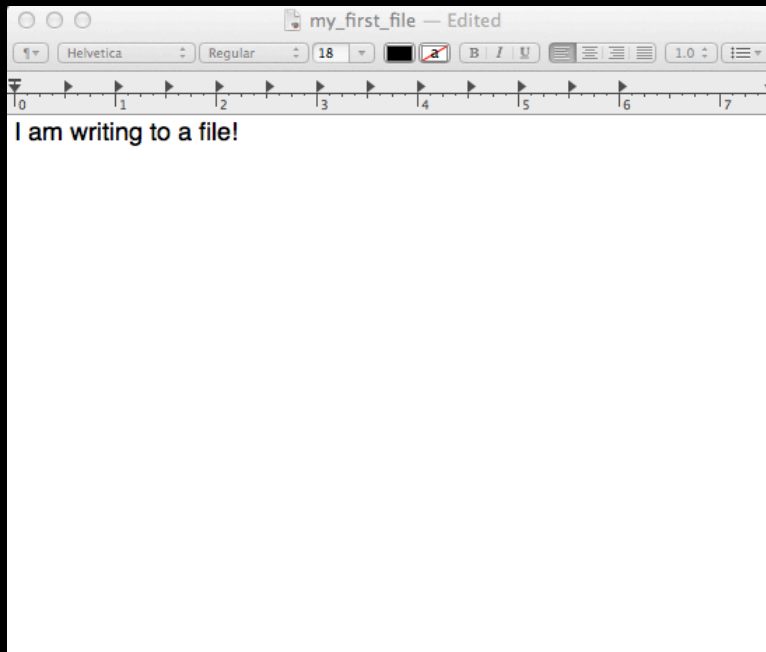 my_first_file — Edited
¶ Helvetica Regular 18 a B I U 1.0
0 1 2 3 4 5 6 7
I am writing to a file!